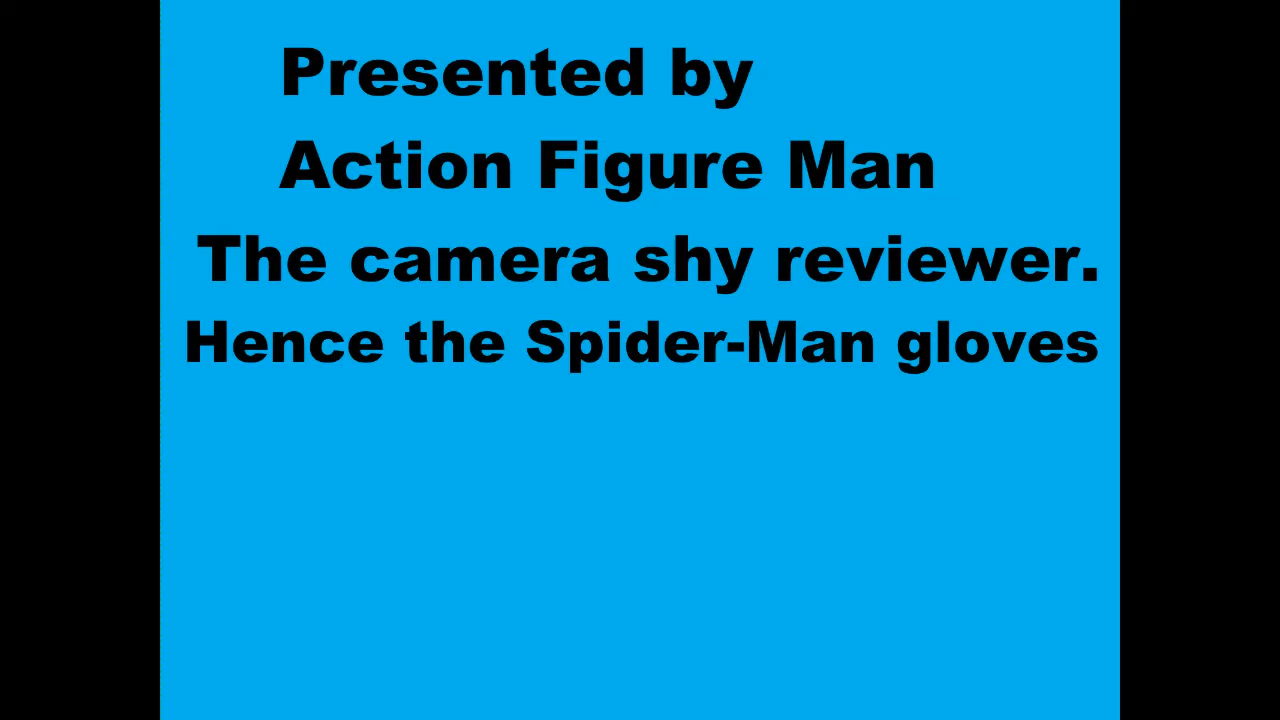 Presented by
Action Figure Man
The camera shy reviewer.
Hence the Spider-Man gloves